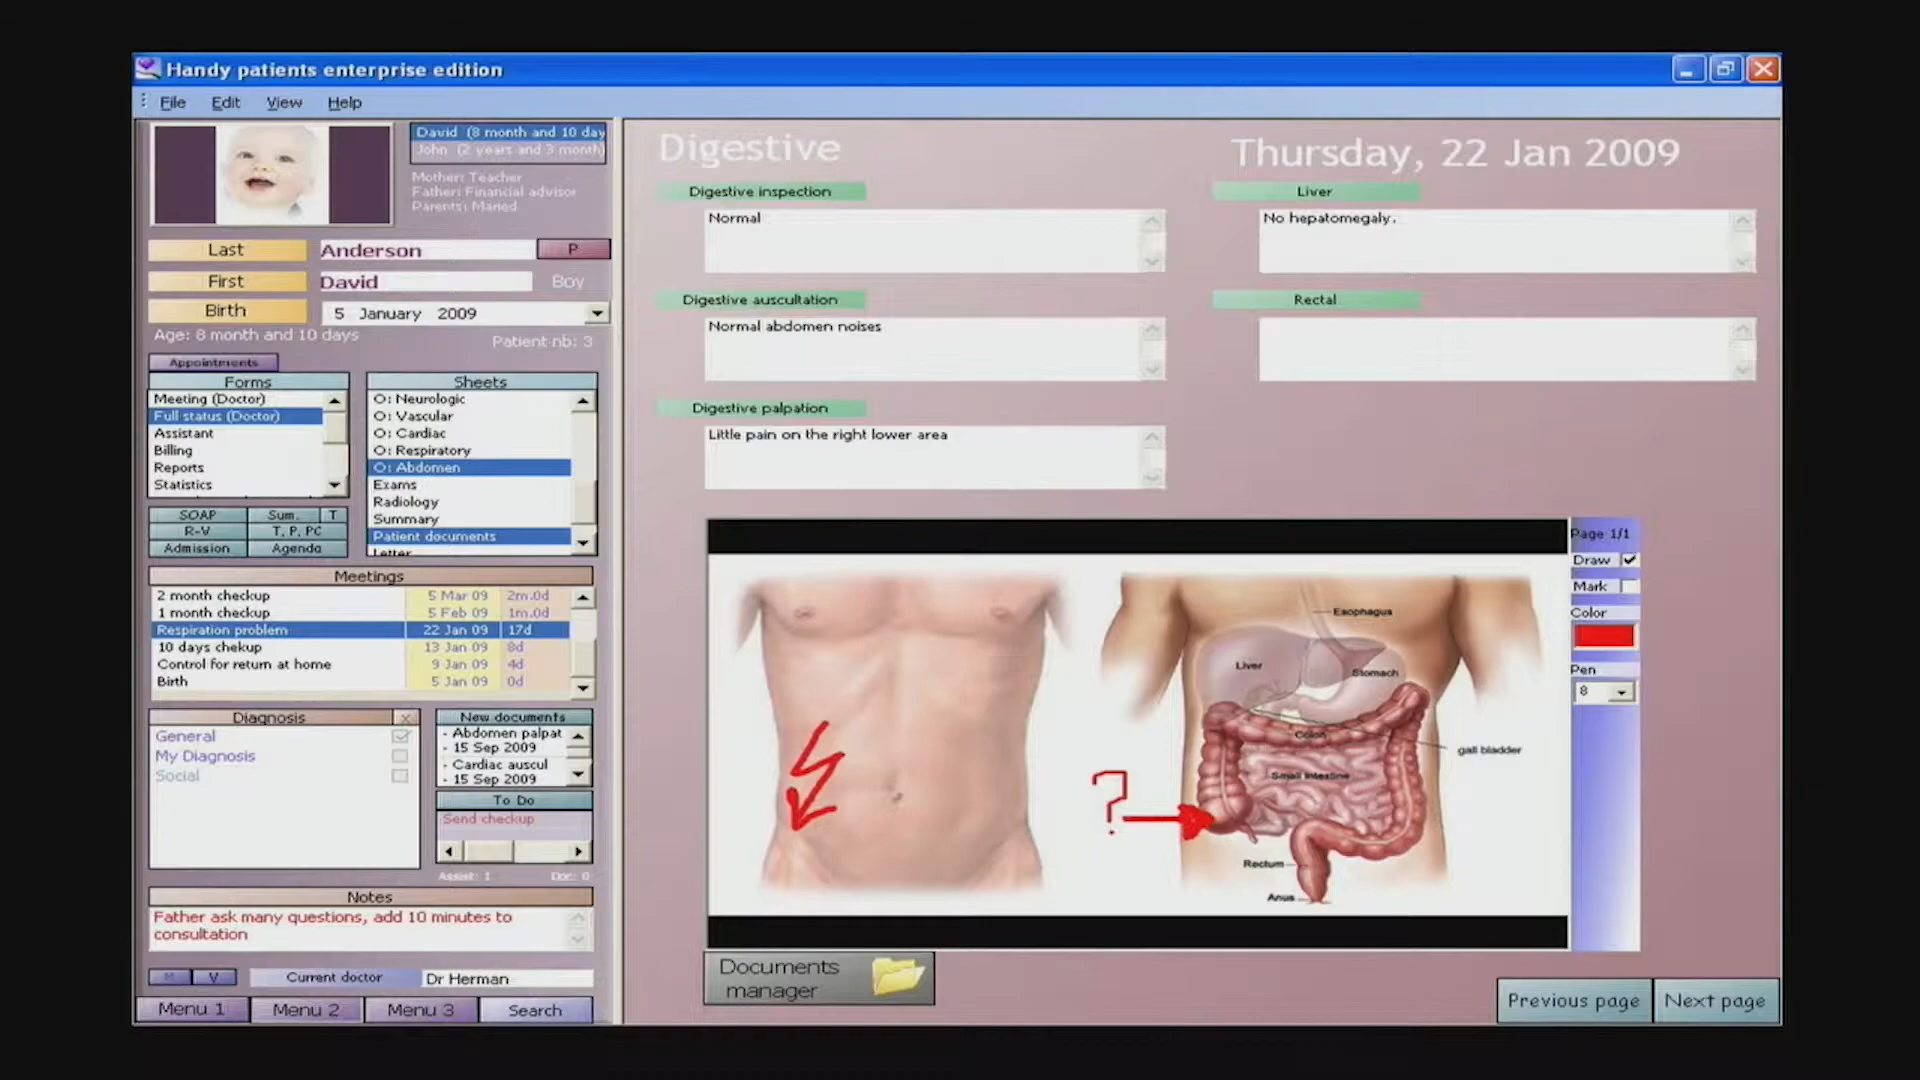 Handy patients enterprise edition
File Edit View Help
David (8 month and 10 day
John (2 years and 3 month)
Mother: Teacher
Father: Financial advisor
Parents: Maried
Last Anderson P
First David Boy
Birth 5 January 2009
Age: 8 month and 10 days
Patient nb: 3
Appointments
Forms
Meeting (Doctor)
Full status (Doctor)
Assistant
Billing
Reports
Statistics
Sheets
O: Neurologic
O: Vascular
O: Cardiac
O: Respiratory
O: Abdomen
Exams
Radiology
Summary
Patient documents
Letter
SOAP Sum. T
R-V T, P, PC
Admission Agenda
Meetings
2 month checkup 5 Mar 09 2m.0d
1 month checkup 5 Feb 09 1m.0d
Respiration problem 22 Jan 09 17d
10 days chekup 13 Jan 09 8d
Control for return at home 9 Jan 09 4d
Birth 5 Jan 09 0d
Diagnosis x
General
My Diagnosis
Social
New documents
- Abdomen palpat
- 15 Sep 2009
- Cardiac auscul
- 15 Sep 2009
To Do
Send checkup
Assist: 1 Doc: 0
Notes
Father ask many questions, add 10 minutes to
consultation
M V Current doctor Dr Herman
Menu 1 Menu 2 Menu 3 Search
Digestive
Thursday, 22 Jan 2009
Digestive inspection
Normal
Liver
No hepatomegaly.
Digestive auscultation
Normal abdomen noises
Rectal
Digestive palpation
Little pain on the right lower area
Esophagus
Liver
Stomach
Colon
gall bladder
Small Intestine
?
Rectum
Anus
Page 1/1
Draw
Mark
Color
Pen
8
Documents
manager
Previous page Next page